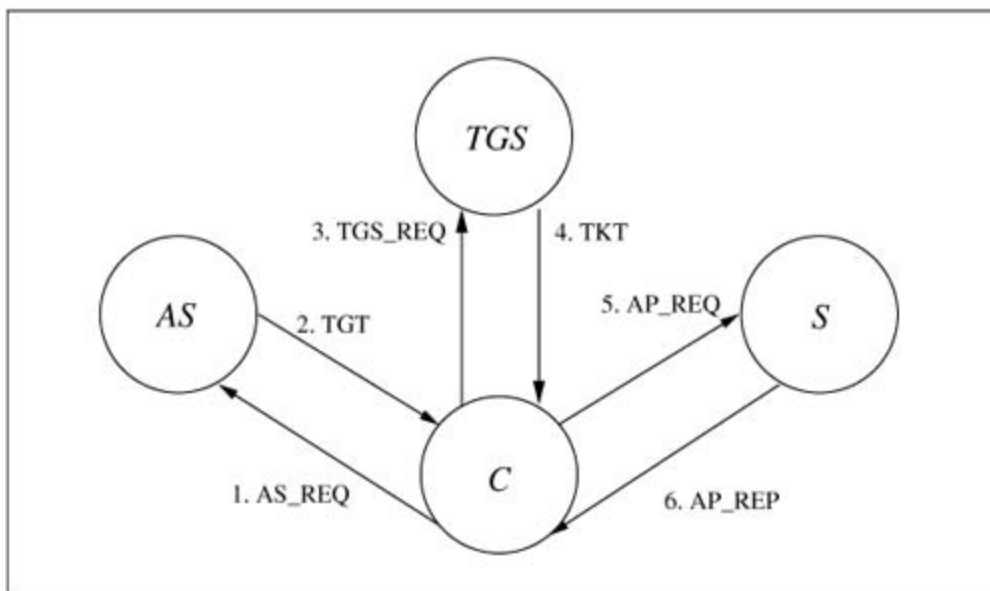 TGS
3. TGS_REQ
4. TKT
AS
2. TGT
5. AP_REQ
S
1. AS_REQ
C
6. AP_REP